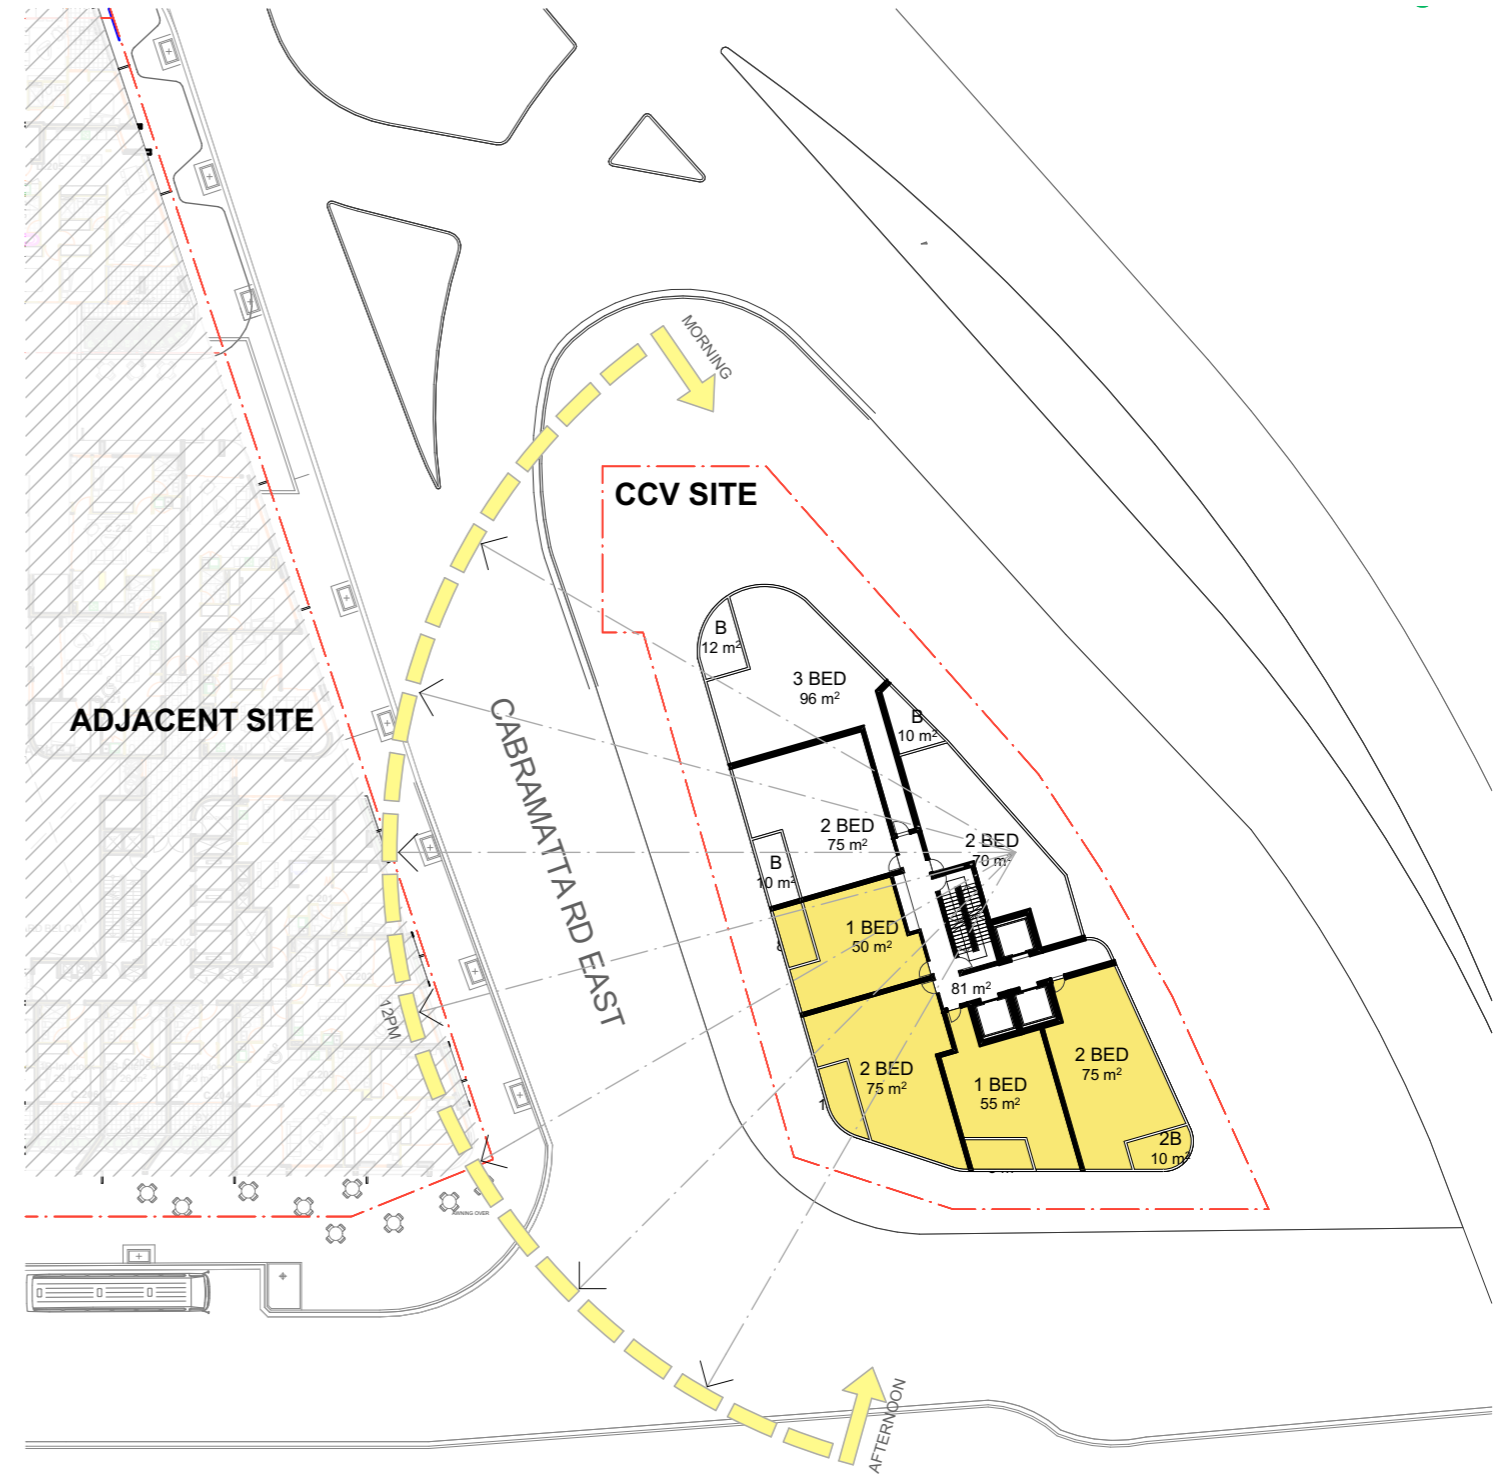 MORNING
CCV SITE
B
12 m²
3 BED
96 m²
B
10 m²
ADJACENT SITE
CABRAMATTA RD EAST
2 BED
75 m²
2 BED
70 m²
B
10 m²
1 BED
50 m²
81 m²
12PM
2 BED
75 m²
1 BED
55 m²
2 BED
75 m²
2B
10 m²
AWNING OVER
AFTERNOON